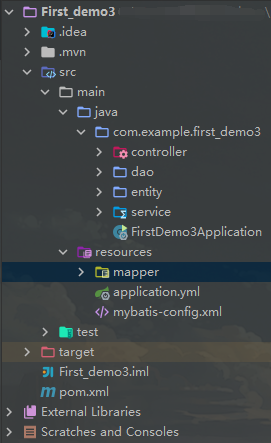 First_demo3
.idea
.mvn
src
main
java
com.example.first_demo3
controller
dao
entity
service
FirstDemo3Application
resources
mapper
application.yml
mybatis-config.xml
test
target
First_demo3.iml
pom.xml
External Libraries
Scratches and Consoles